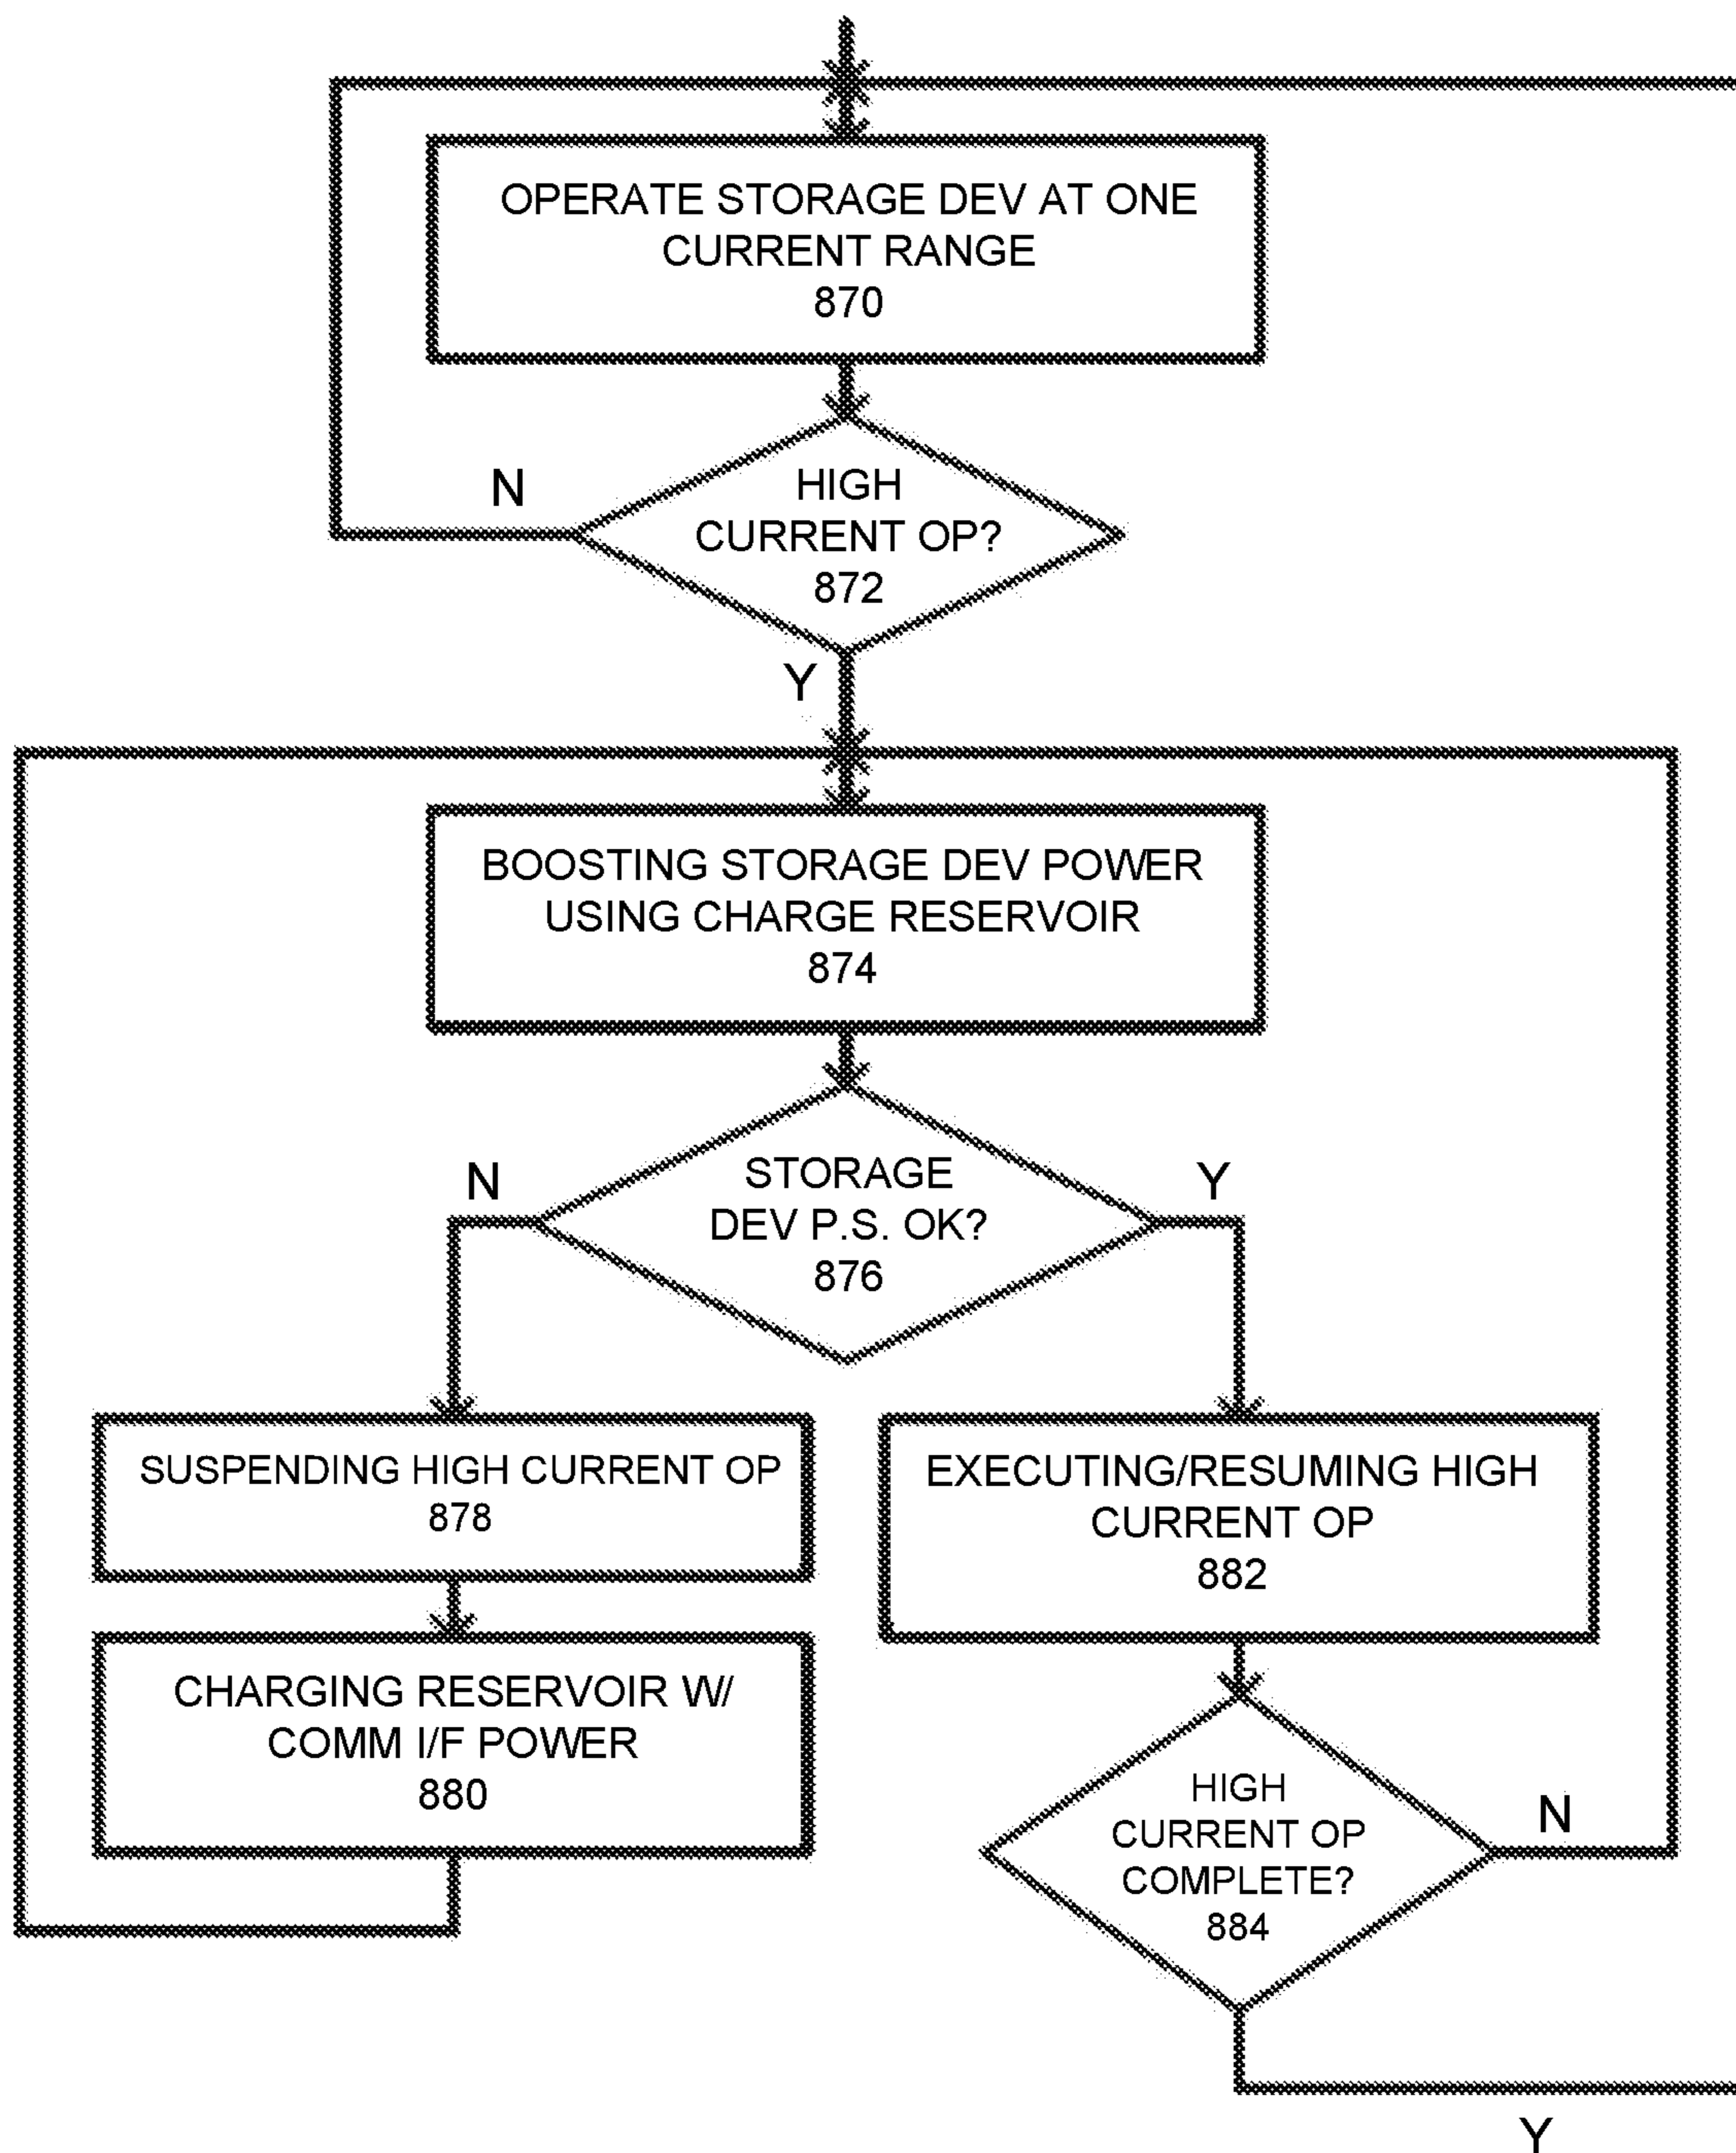 OPERATE STORAGE DEV AT ONE
CURRENT RANGE
870
N
HIGH
CURRENT OP?
872
Y
BOOSTING STORAGE DEV POWER
USING CHARGE RESERVOIR
874
N
STORAGE
DEV P.S. OK?
876
Y
SUSPENDING HIGH CURRENT OP
878
EXECUTING/RESUMING HIGH
CURRENT OP
882
CHARGING RESERVOIR W/
COMM I/F POWER
880
HIGH
CURRENT OP
COMPLETE?
884
N
Y